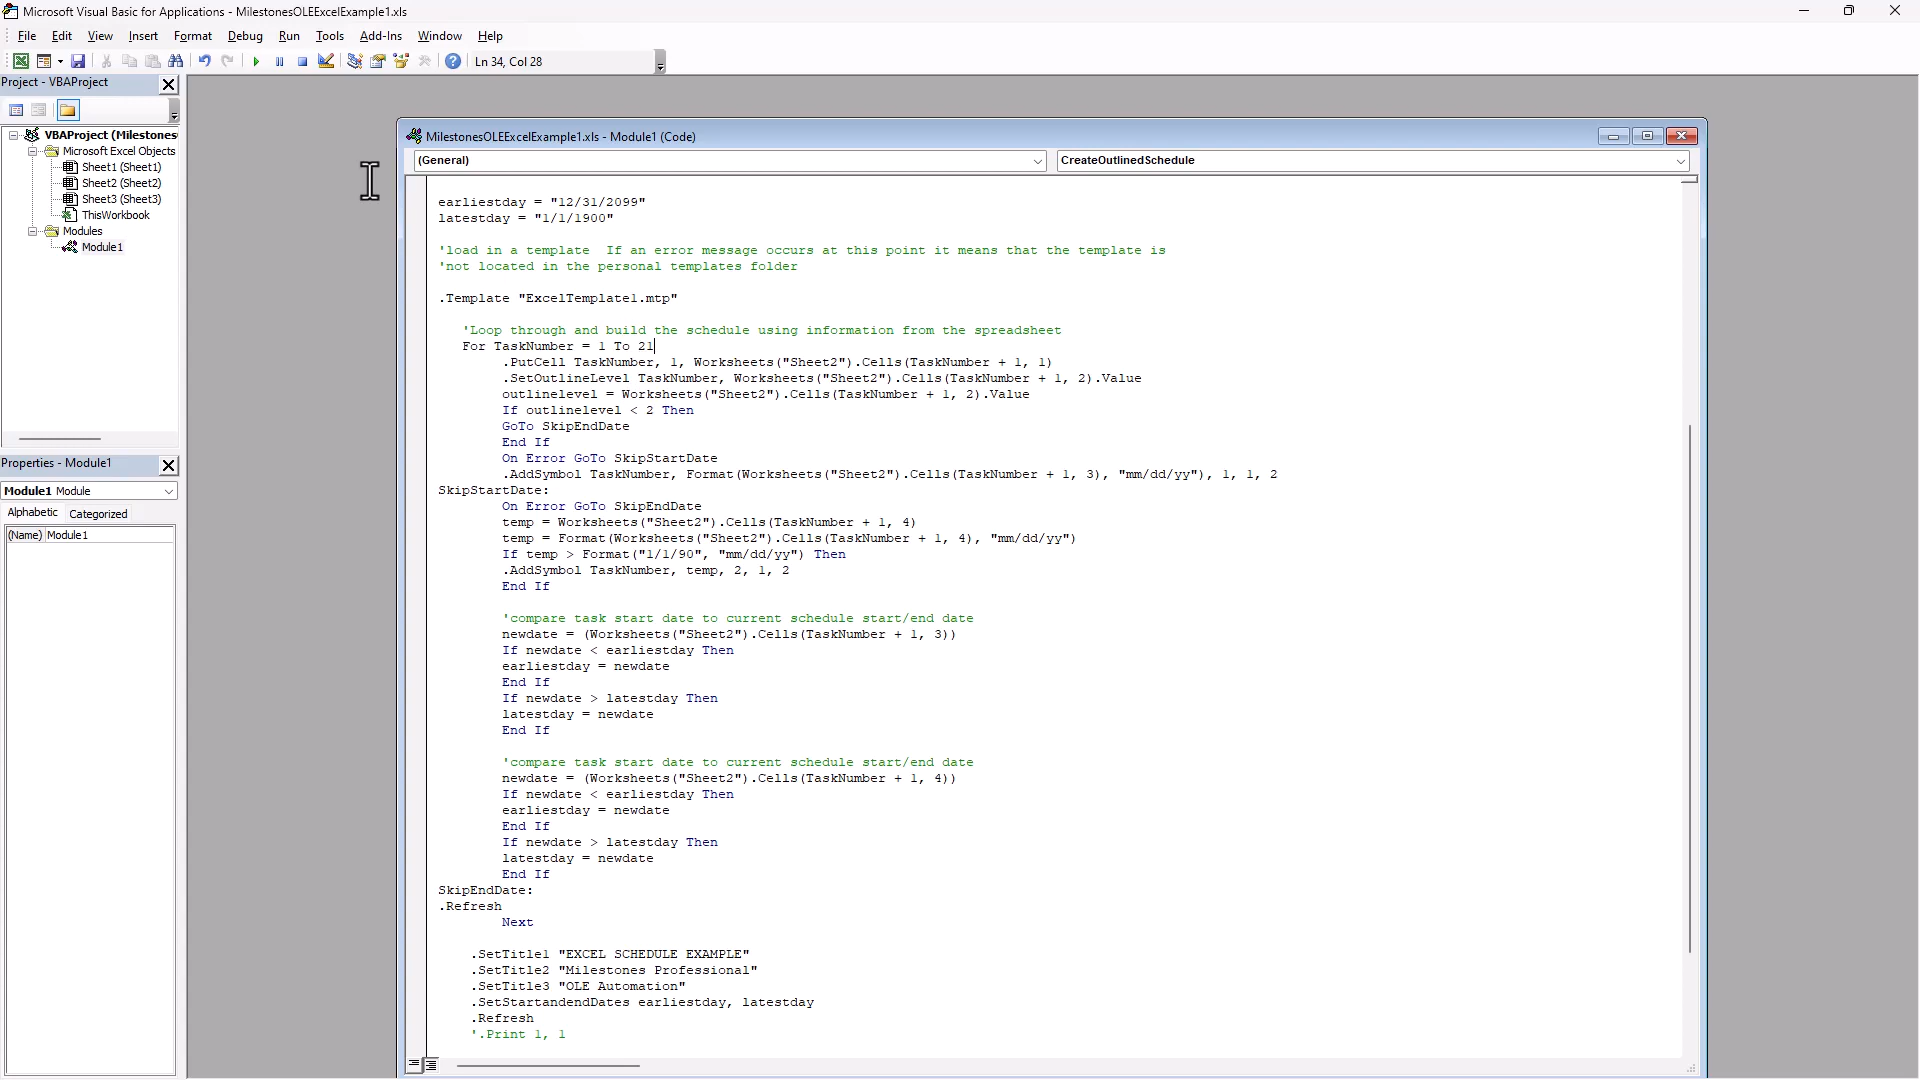 Microsoft Visual Basic for Applications - MilestonesOLEExcelExample1.xls
File Edit View Insert Format Debug Run Tools Add-Ins Window Help
Ln 34, Col 28
Project - VBAProject
VBAProject (Milestones
Microsoft Excel Objects
Sheet1 (Sheet1)
Sheet2 (Sheet2)
Sheet3 (Sheet3)
ThisWorkbook
Modules
Module1
Properties - Module1
Module1 Module
Alphabetic Categorized
(Name) Module1
MilestonesOLEExcelExample1.xls - Module1 (Code)
(General) CreateOutlinedSchedule
earliestday = "12/31/2099"
latestday = "1/1/1900"
'load in a template  If an error message occurs at this point it means that the template is
'not located in the personal templates folder
.Template "ExcelTemplate1.mtp"
'Loop through and build the schedule using information from the spreadsheet
For TaskNumber = 1 To 21
.PutCell TaskNumber, 1, Worksheets("Sheet2").Cells(TaskNumber + 1, 1)
.SetOutlineLevel TaskNumber, Worksheets("Sheet2").Cells(TaskNumber + 1, 2).Value
outlinelevel = Worksheets("Sheet2").Cells(TaskNumber + 1, 2).Value
If outlinelevel < 2 Then
GoTo SkipEndDate
End If
On Error GoTo SkipStartDate
.AddSymbol TaskNumber, Format(Worksheets("Sheet2").Cells(TaskNumber + 1, 3), "mm/dd/yy"), 1, 1, 2
SkipStartDate:
On Error GoTo SkipEndDate
temp = Worksheets("Sheet2").Cells(TaskNumber + 1, 4)
temp = Format(Worksheets("Sheet2").Cells(TaskNumber + 1, 4), "mm/dd/yy")
If temp > Format("1/1/90", "mm/dd/yy") Then
.AddSymbol TaskNumber, temp, 2, 1, 2
End If
'compare task start date to current schedule start/end date
newdate = (Worksheets("Sheet2").Cells(TaskNumber + 1, 3))
If newdate < earliestday Then
earliestday = newdate
End If
If newdate > latestday Then
latestday = newdate
End If
'compare task start date to current schedule start/end date
newdate = (Worksheets("Sheet2").Cells(TaskNumber + 1, 4))
If newdate < earliestday Then
earliestday = newdate
End If
If newdate > latestday Then
latestday = newdate
End If
SkipEndDate:
.Refresh
Next
.SetTitle1 "EXCEL SCHEDULE EXAMPLE"
.SetTitle2 "Milestones Professional"
.SetTitle3 "OLE Automation"
.SetStartandendDates earliestday, latestday
.Refresh
'.Print 1, 1